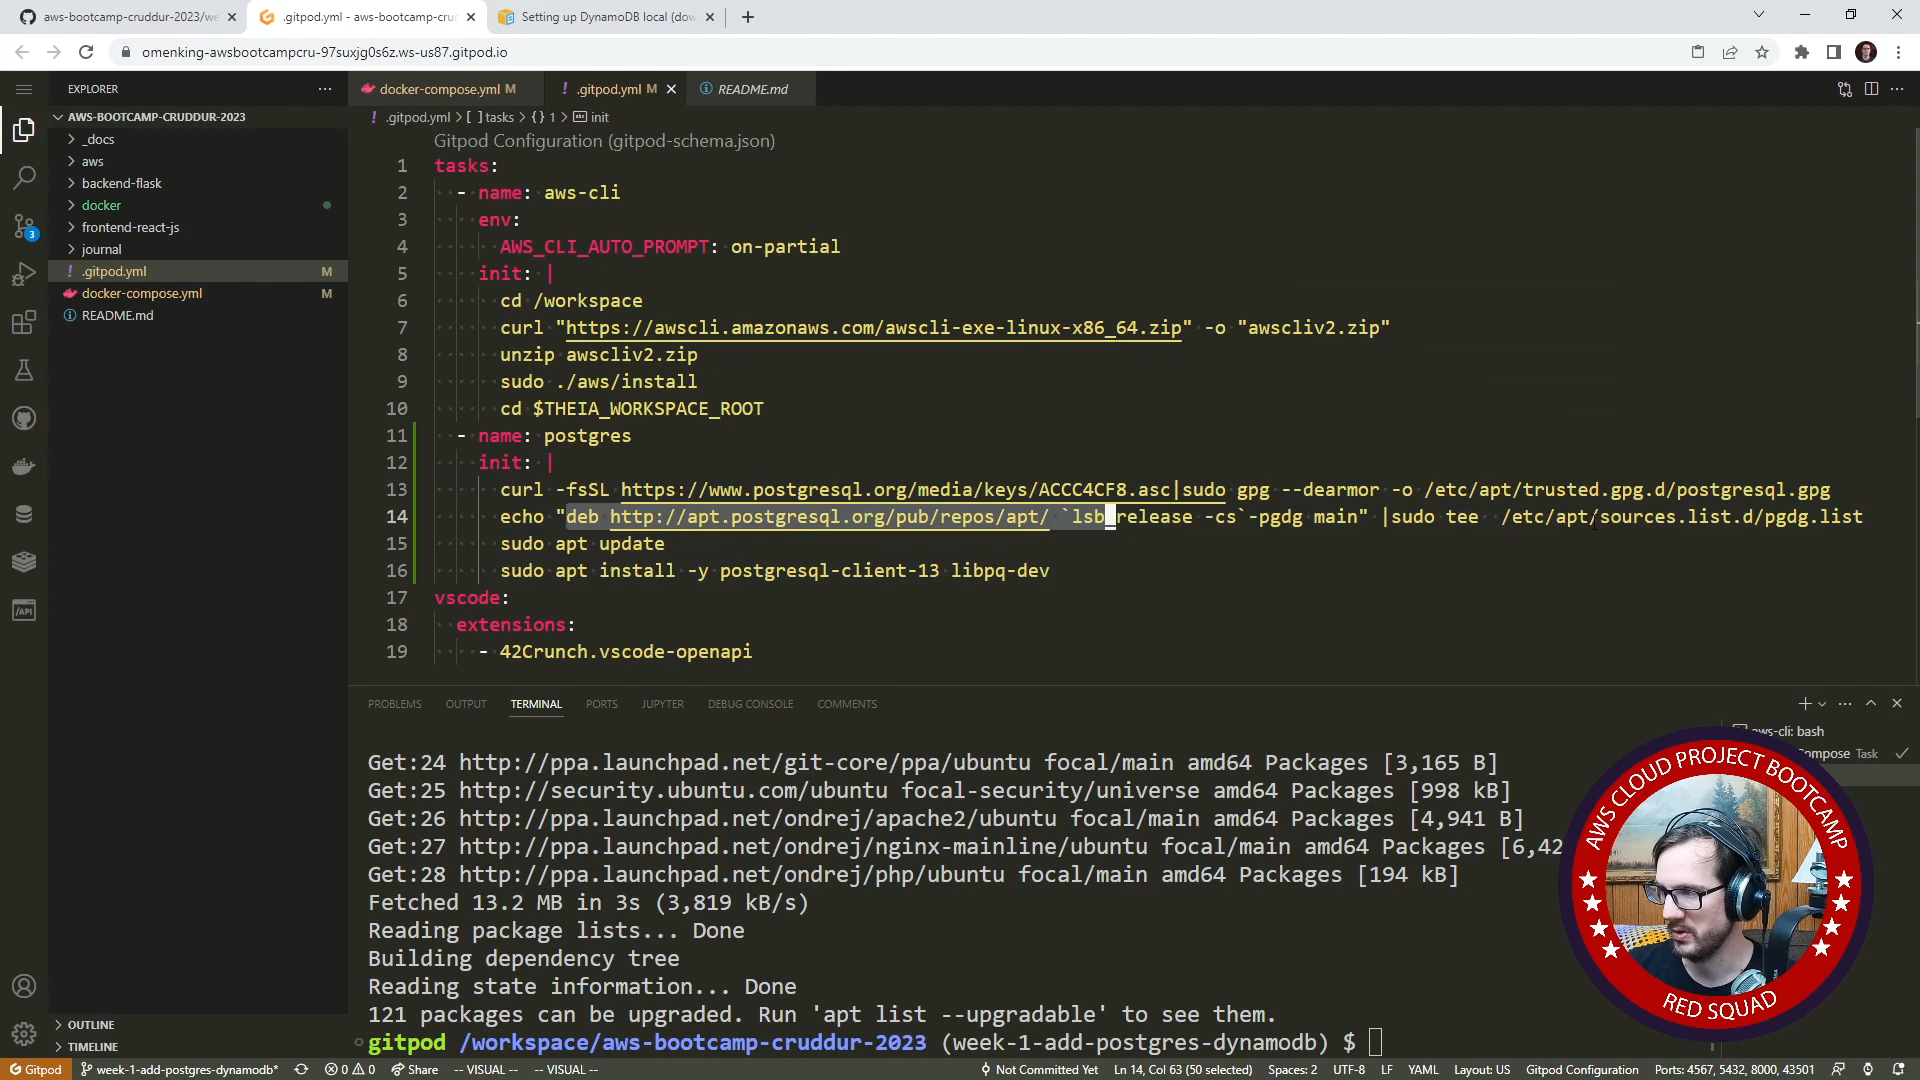 aws-bootcamp-cruddur-2023/we
.gitpod.yml - aws-bootcamp-cruc
Setting up DynamoDB local (dow
omenking-awsbootcampcru-97suxjg0s6z.ws-us87.gitpod.io
EXPLORER
docker-compose.yml M
.gitpod.yml M
README.md
AWS-BOOTCAMP-CRUDDUR-2023
.gitpod.yml > [ ] tasks > {} 1 > init
_docs
aws
backend-flask
docker
frontend-react-js
journal
.gitpod.yml M
docker-compose.yml M
README.md
3
Gitpod Configuration (gitpod-schema.json)
1 tasks:
2 - name: aws-cli
3 env:
4 AWS_CLI_AUTO_PROMPT: on-partial
5 init: |
6 cd /workspace
7 curl "https://awscli.amazonaws.com/awscli-exe-linux-x86_64.zip" -o "awscliv2.zip"
8 unzip awscliv2.zip
9 sudo ./aws/install
10 cd $THEIA_WORKSPACE_ROOT
11 - name: postgres
12 init: |
13 curl -fsSL https://www.postgresql.org/media/keys/ACCC4CF8.asc|sudo gpg --dearmor -o /etc/apt/trusted.gpg.d/postgresql.gpg
14 echo "deb http://apt.postgresql.org/pub/repos/apt/ `lsb_release -cs`-pgdg main" |sudo tee  /etc/apt/sources.list.d/pgdg.list
15 sudo apt update
16 sudo apt install -y postgresql-client-13 libpq-dev
17 vscode:
18 extensions:
19 - 42Crunch.vscode-openapi
/API
PROBLEMS OUTPUT TERMINAL PORTS JUPYTER DEBUG CONSOLE COMMENTS
aws-cli: bash
Compose Task
Get:24 http://ppa.launchpad.net/git-core/ppa/ubuntu focal/main amd64 Packages [3,165 B]
Get:25 http://security.ubuntu.com/ubuntu focal-security/universe amd64 Packages [998 kB]
Get:26 http://ppa.launchpad.net/ondrej/apache2/ubuntu focal/main amd64 Packages [4,941 B]
Get:27 http://ppa.launchpad.net/ondrej/nginx-mainline/ubuntu focal/main amd64 Packages [6,42
Get:28 http://ppa.launchpad.net/ondrej/php/ubuntu focal/main amd64 Packages [194 kB]
Fetched 13.2 MB in 3s (3,819 kB/s)
Reading package lists... Done
Building dependency tree
Reading state information... Done
121 packages can be upgraded. Run 'apt list --upgradable' to see them.
gitpod /workspace/aws-bootcamp-cruddur-2023 (week-1-add-postgres-dynamodb) $
AWS CLOUD PROJECT BOOTCAMP
RED SQUAD
OUTLINE
TIMELINE
Gitpod week-1-add-postgres-dynamodb* 0 0 Share -- VISUAL -- -- VISUAL -- Not Committed Yet Ln 14, Col 63 (50 selected) Spaces: 2 UTF-8 LF YAML Layout: US Gitpod Configuration Ports: 4567, 5432, 8000, 43501